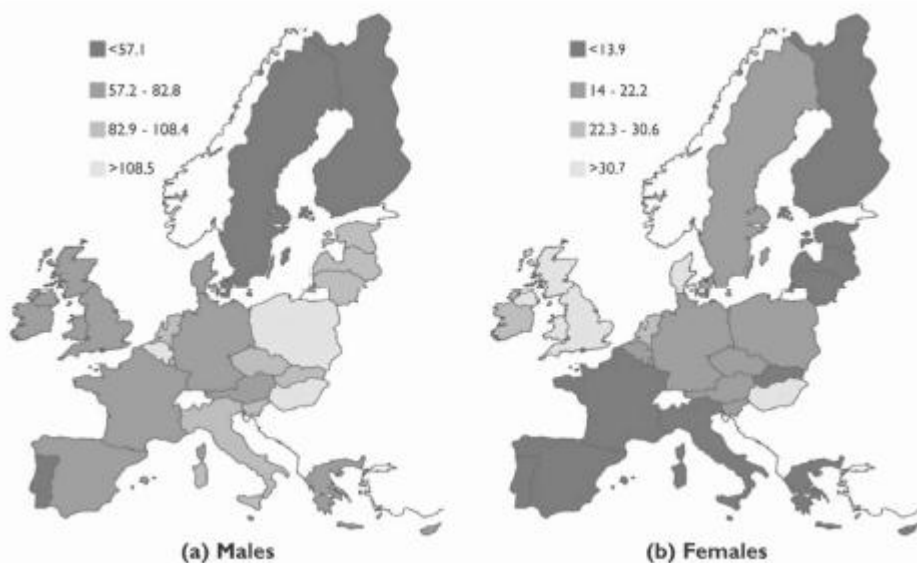 <57.1
57.2 - 82.8
82.9 - 108.4
>108.5
(a) Males
<13.9
14 - 22.2
22.3 - 30.6
>30.7
(b) Females